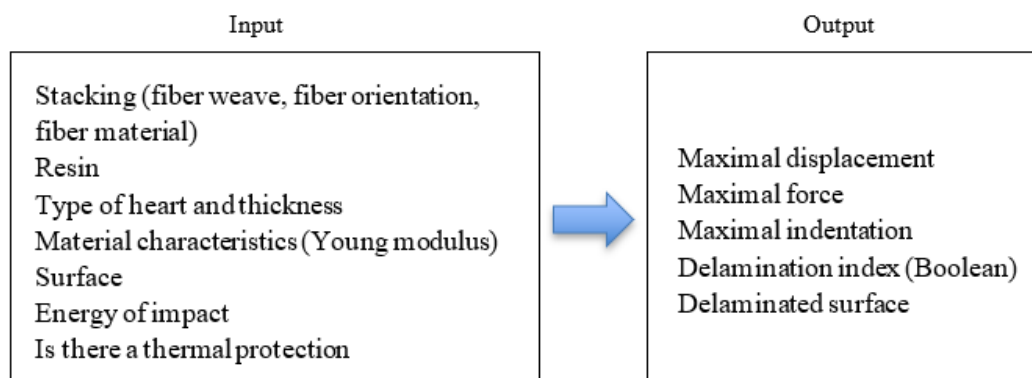 Input
Stacking (fiber weave, fiber orientation,
fiber material)
Resin
Type of heart and thickness
Material characteristics (Young modulus)
Surface
Energy of impact
Is there a thermal protection
Output
Maximal displacement
Maximal force
Maximal indentation
Delamination index (Boolean)
Delaminated surface